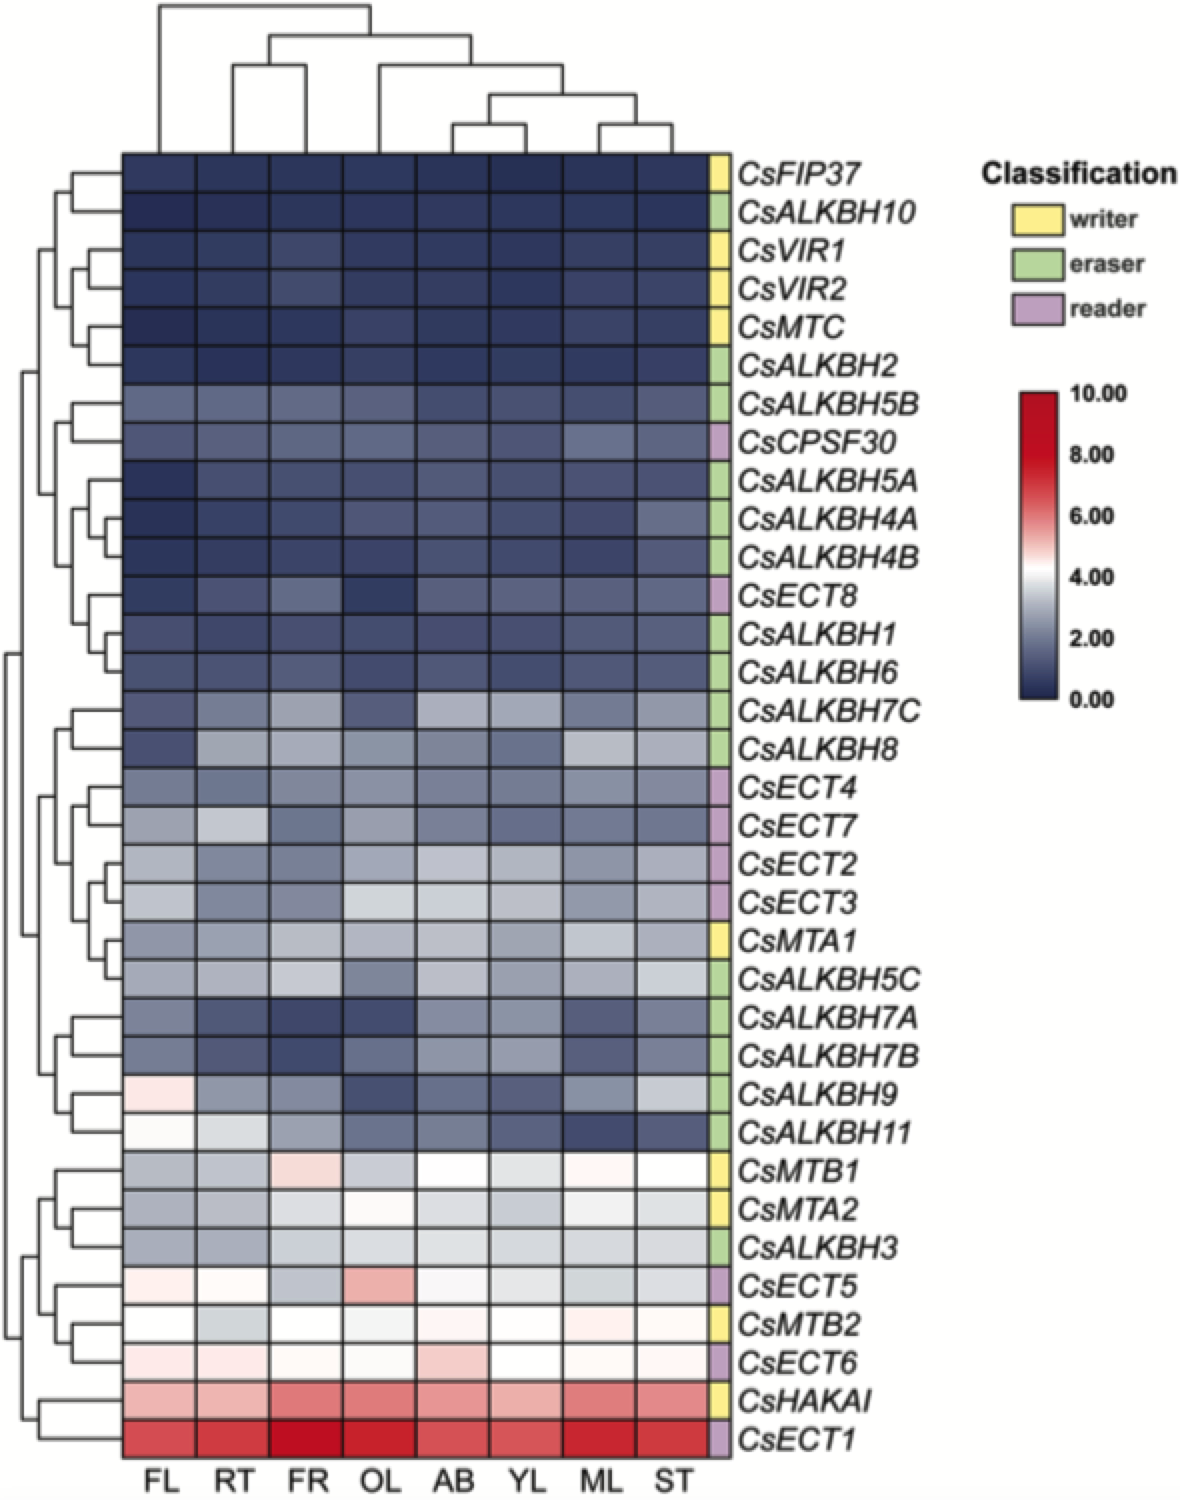 CsFIP37
CsALKBH10
CsVIR1
CsVIR2
CsMTC
CsALKBH2
CsALKBH5B
CsCPSF30
CsALKBH5A
CsALKBH4A
CsALKBH4B
CsECT8
CsALKBH1
CsALKBH6
CsALKBH7C
CsALKBH8
CsECT4
CsECT7
CsECT2
CsECT3
CsMTA1
CsALKBH5C
CsALKBH7A
CsALKBH7B
CsALKBH9
CsALKBH11
CsMTB1
CsMTA2
CsALKBH3
CsECT5
CsMTB2
CsECT6
CsHAKAI
CsECT1
FL RT FR OL AB YL ML ST
Classification
writer
eraser
reader
10.00
8.00
6.00
4.00
2.00
0.00